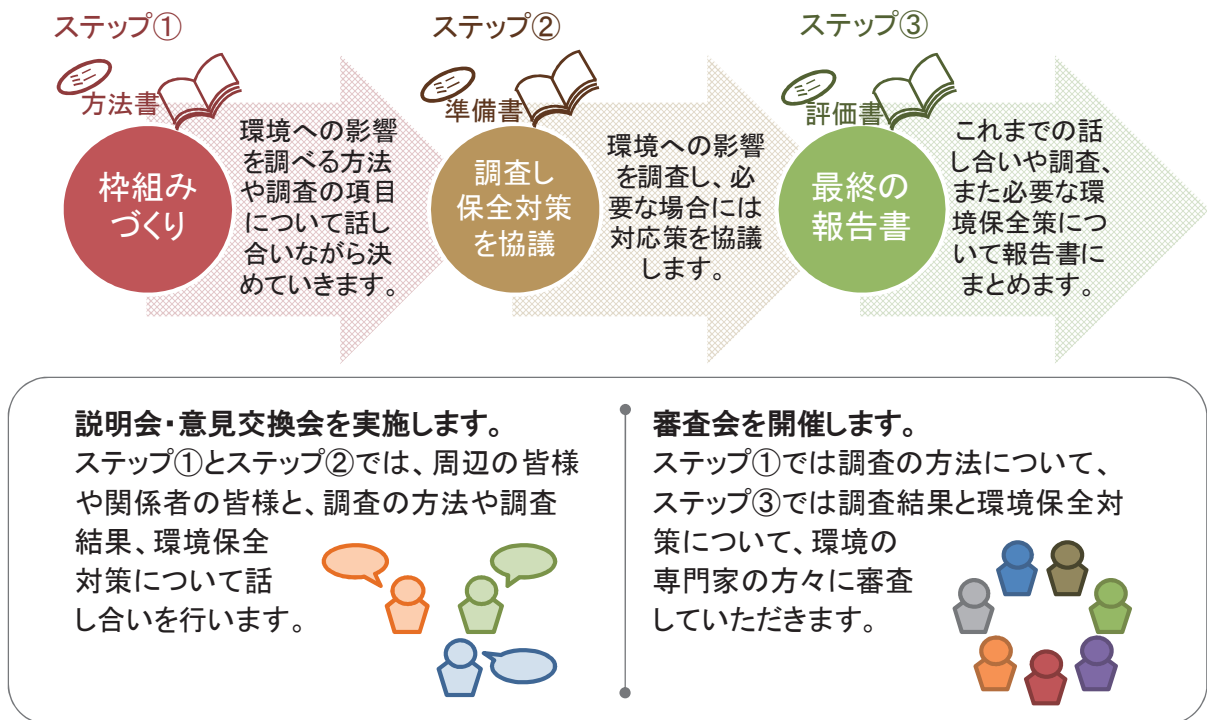 ステップ①
方法書
枠組み
づくり
環境への影響
を調べる方法
や調査の項目
について話し
合いながら決
めていきます。
ステップ②
準備書
調査し
保全対策
を協議
環境への影響
を調査し、必
要な場合には
対応策を協議
します。
ステップ③
評価書
最終の
報告書
これまでの話
し合いや調査、
また必要な環
境保全策につ
いて報告書に
まとめます。
説明会・意見交換会を実施します。
ステップ①とステップ②では、周辺の皆様
や関係者の皆様と、調査の方法や調査
結果、環境保全
対策について話
し合いを行います。
審査会を開催します。
ステップ①では調査の方法について、
ステップ③では調査結果と環境保全対
策について、環境の
専門家の方々に審査
していただきます。